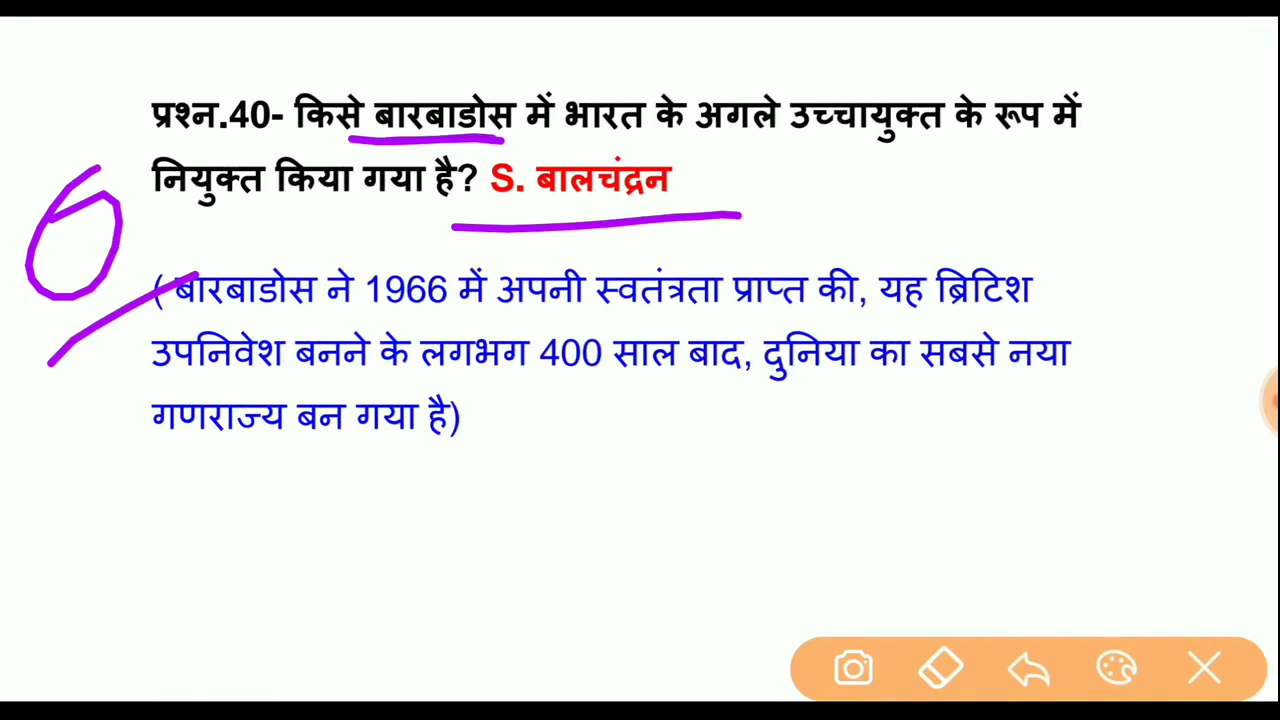 प्रश्न.40- किसे बारबाडोस में भारत के अगले उच्चायुक्त के रूप में
नियुक्त किया गया है? S. बालचंद्रन
( बारबाडोस ने 1966 में अपनी स्वतंत्रता प्राप्त की, यह ब्रिटिश
उपनिवेश बनने के लगभग 400 साल बाद, दुनिया का सबसे नया
गणराज्य बन गया है)